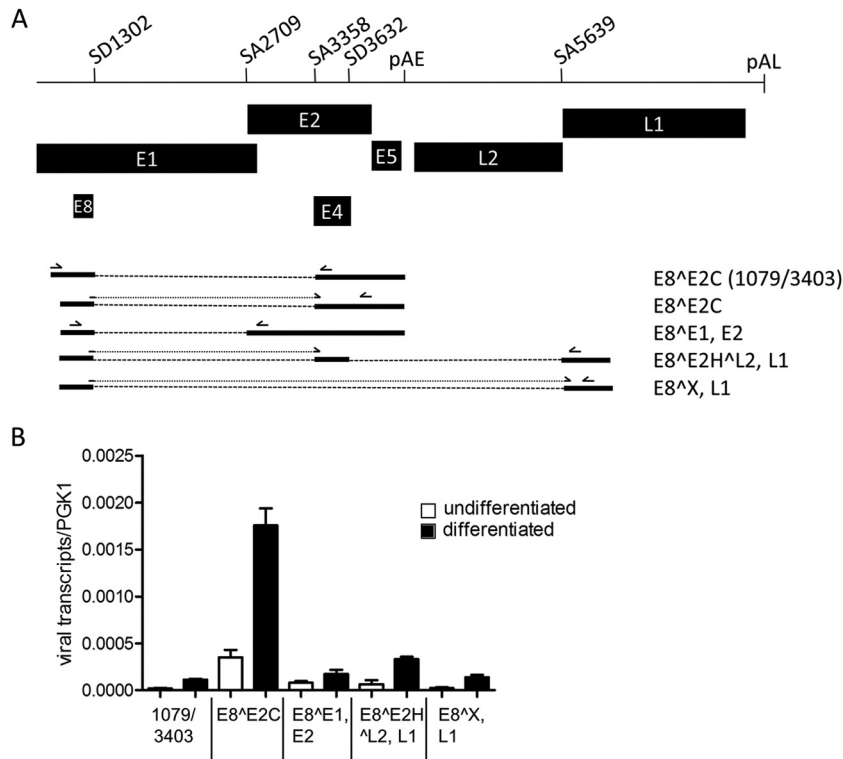 A
SD1302 SA2709 SA3358 SD3632 pAE SA5639 pAL
E2 L1
E1 E5 L2
E8 E4
E8^E2C (1079/3403)
E8^E2C
E8^E1, E2
E8^E2H^L2, L1
E8^X, L1
B
viral transcripts/PGK1
0.0025
0.0020
0.0015
0.0010
0.0005
0.0000
undifferentiated
differentiated
1079/
3403
E8^E2C
E8^E1,
E2
E8^E2H
^L2, L1
E8^X,
L1